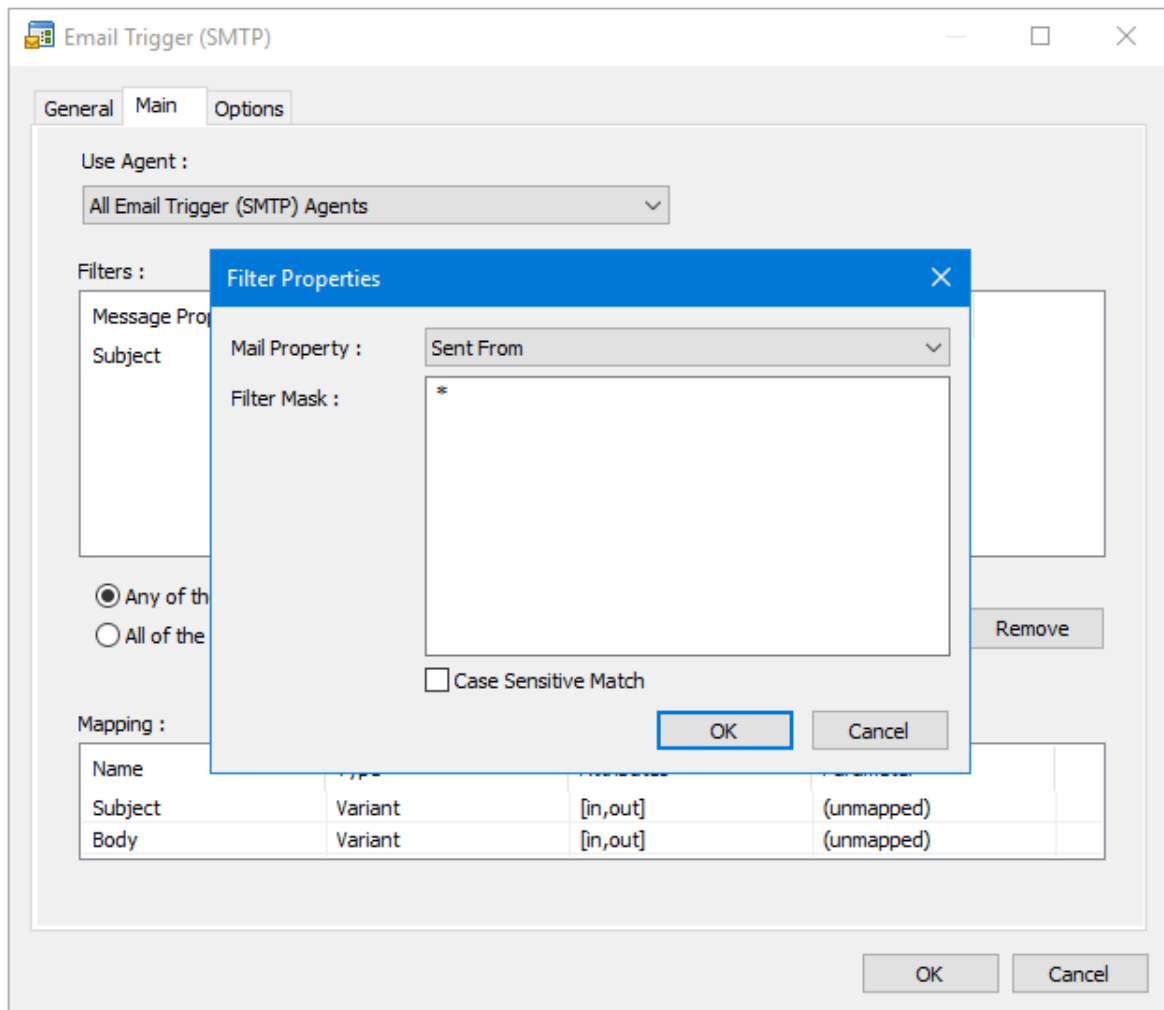 Email Trigger (SMTP)
General Main Options
Use Agent :
All Email Trigger (SMTP) Agents
Filters :
Filter Properties
Message
Subject
Mail Property :
Sent From
Filter Mask :
*
Any of
All of the
Remove
Case Sensitive Match
OK Cancel
Mapping :
Name
Subject Variant [in,out] (unmapped)
Body Variant [in,out] (unmapped)
OK Cancel